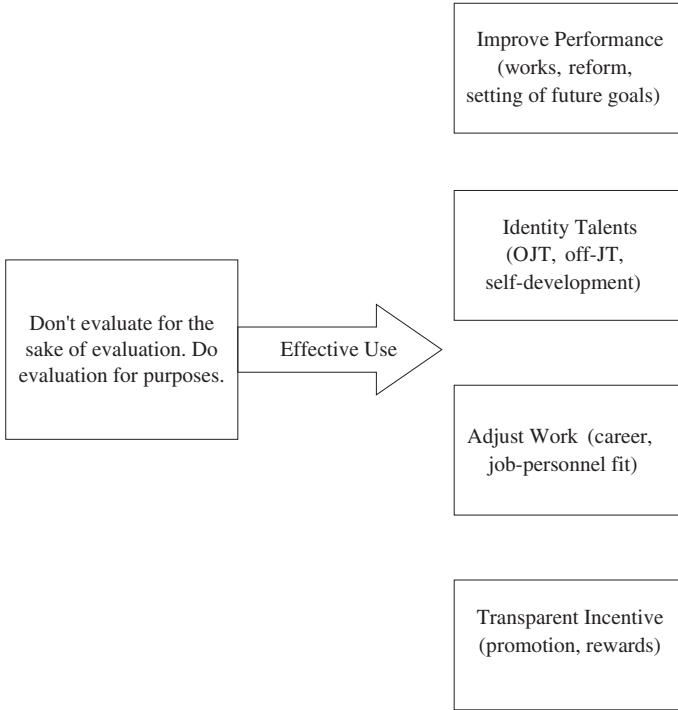 Improve Performance
(works, reform,
setting of future goals)
Identity Talents
(OJT, off-JT,
self-development)
Don't evaluate for the
sake of evaluation. Do
evaluation for purposes.
Effective Use
Adjust Work (career,
job-personnel fit)
Transparent Incentive
(promotion, rewards)